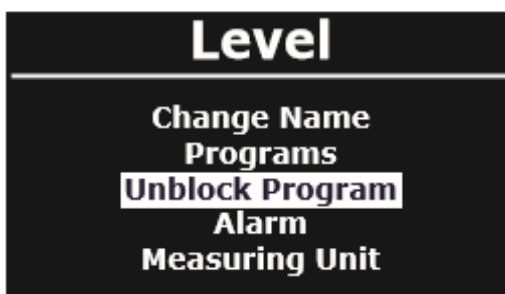 Level
Change Name
Programs
Unblock Program
Alarm
Measuring Unit